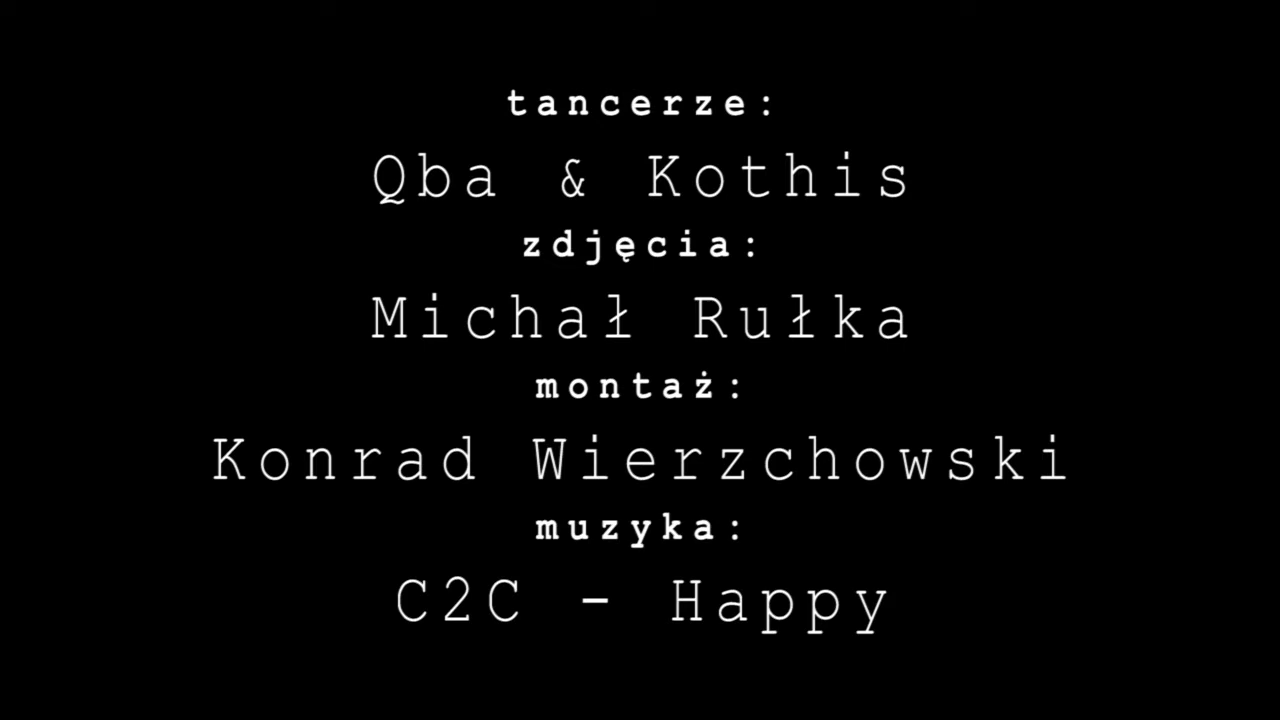 tancerze:
Qba & Kothis
zdjęcia:
Michał Rułka
montaż:
Konrad Wierzchowski
muzyka:
C2C - Happy